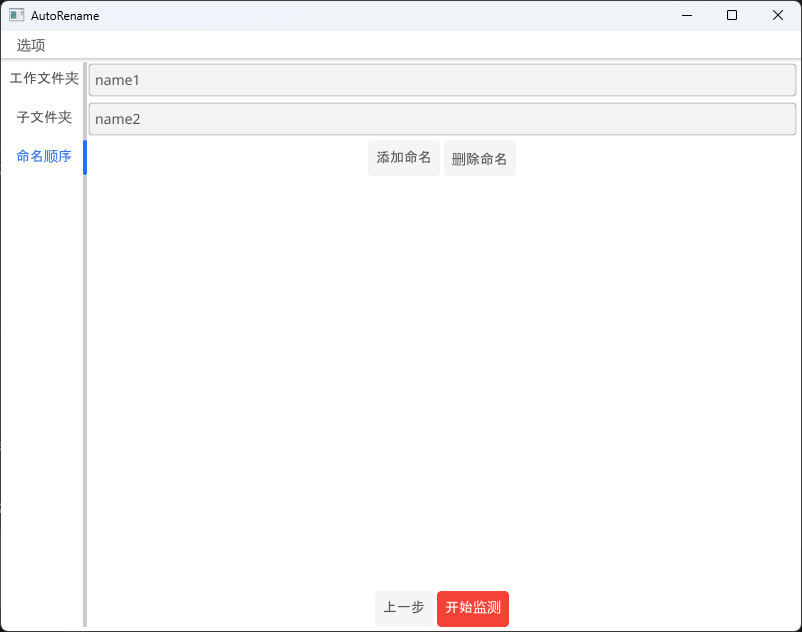 AutoRename
选项
工作文件夹 name1
子文件夹 name2
命名顺序 添加命名 删除命名
上一步 开始监测